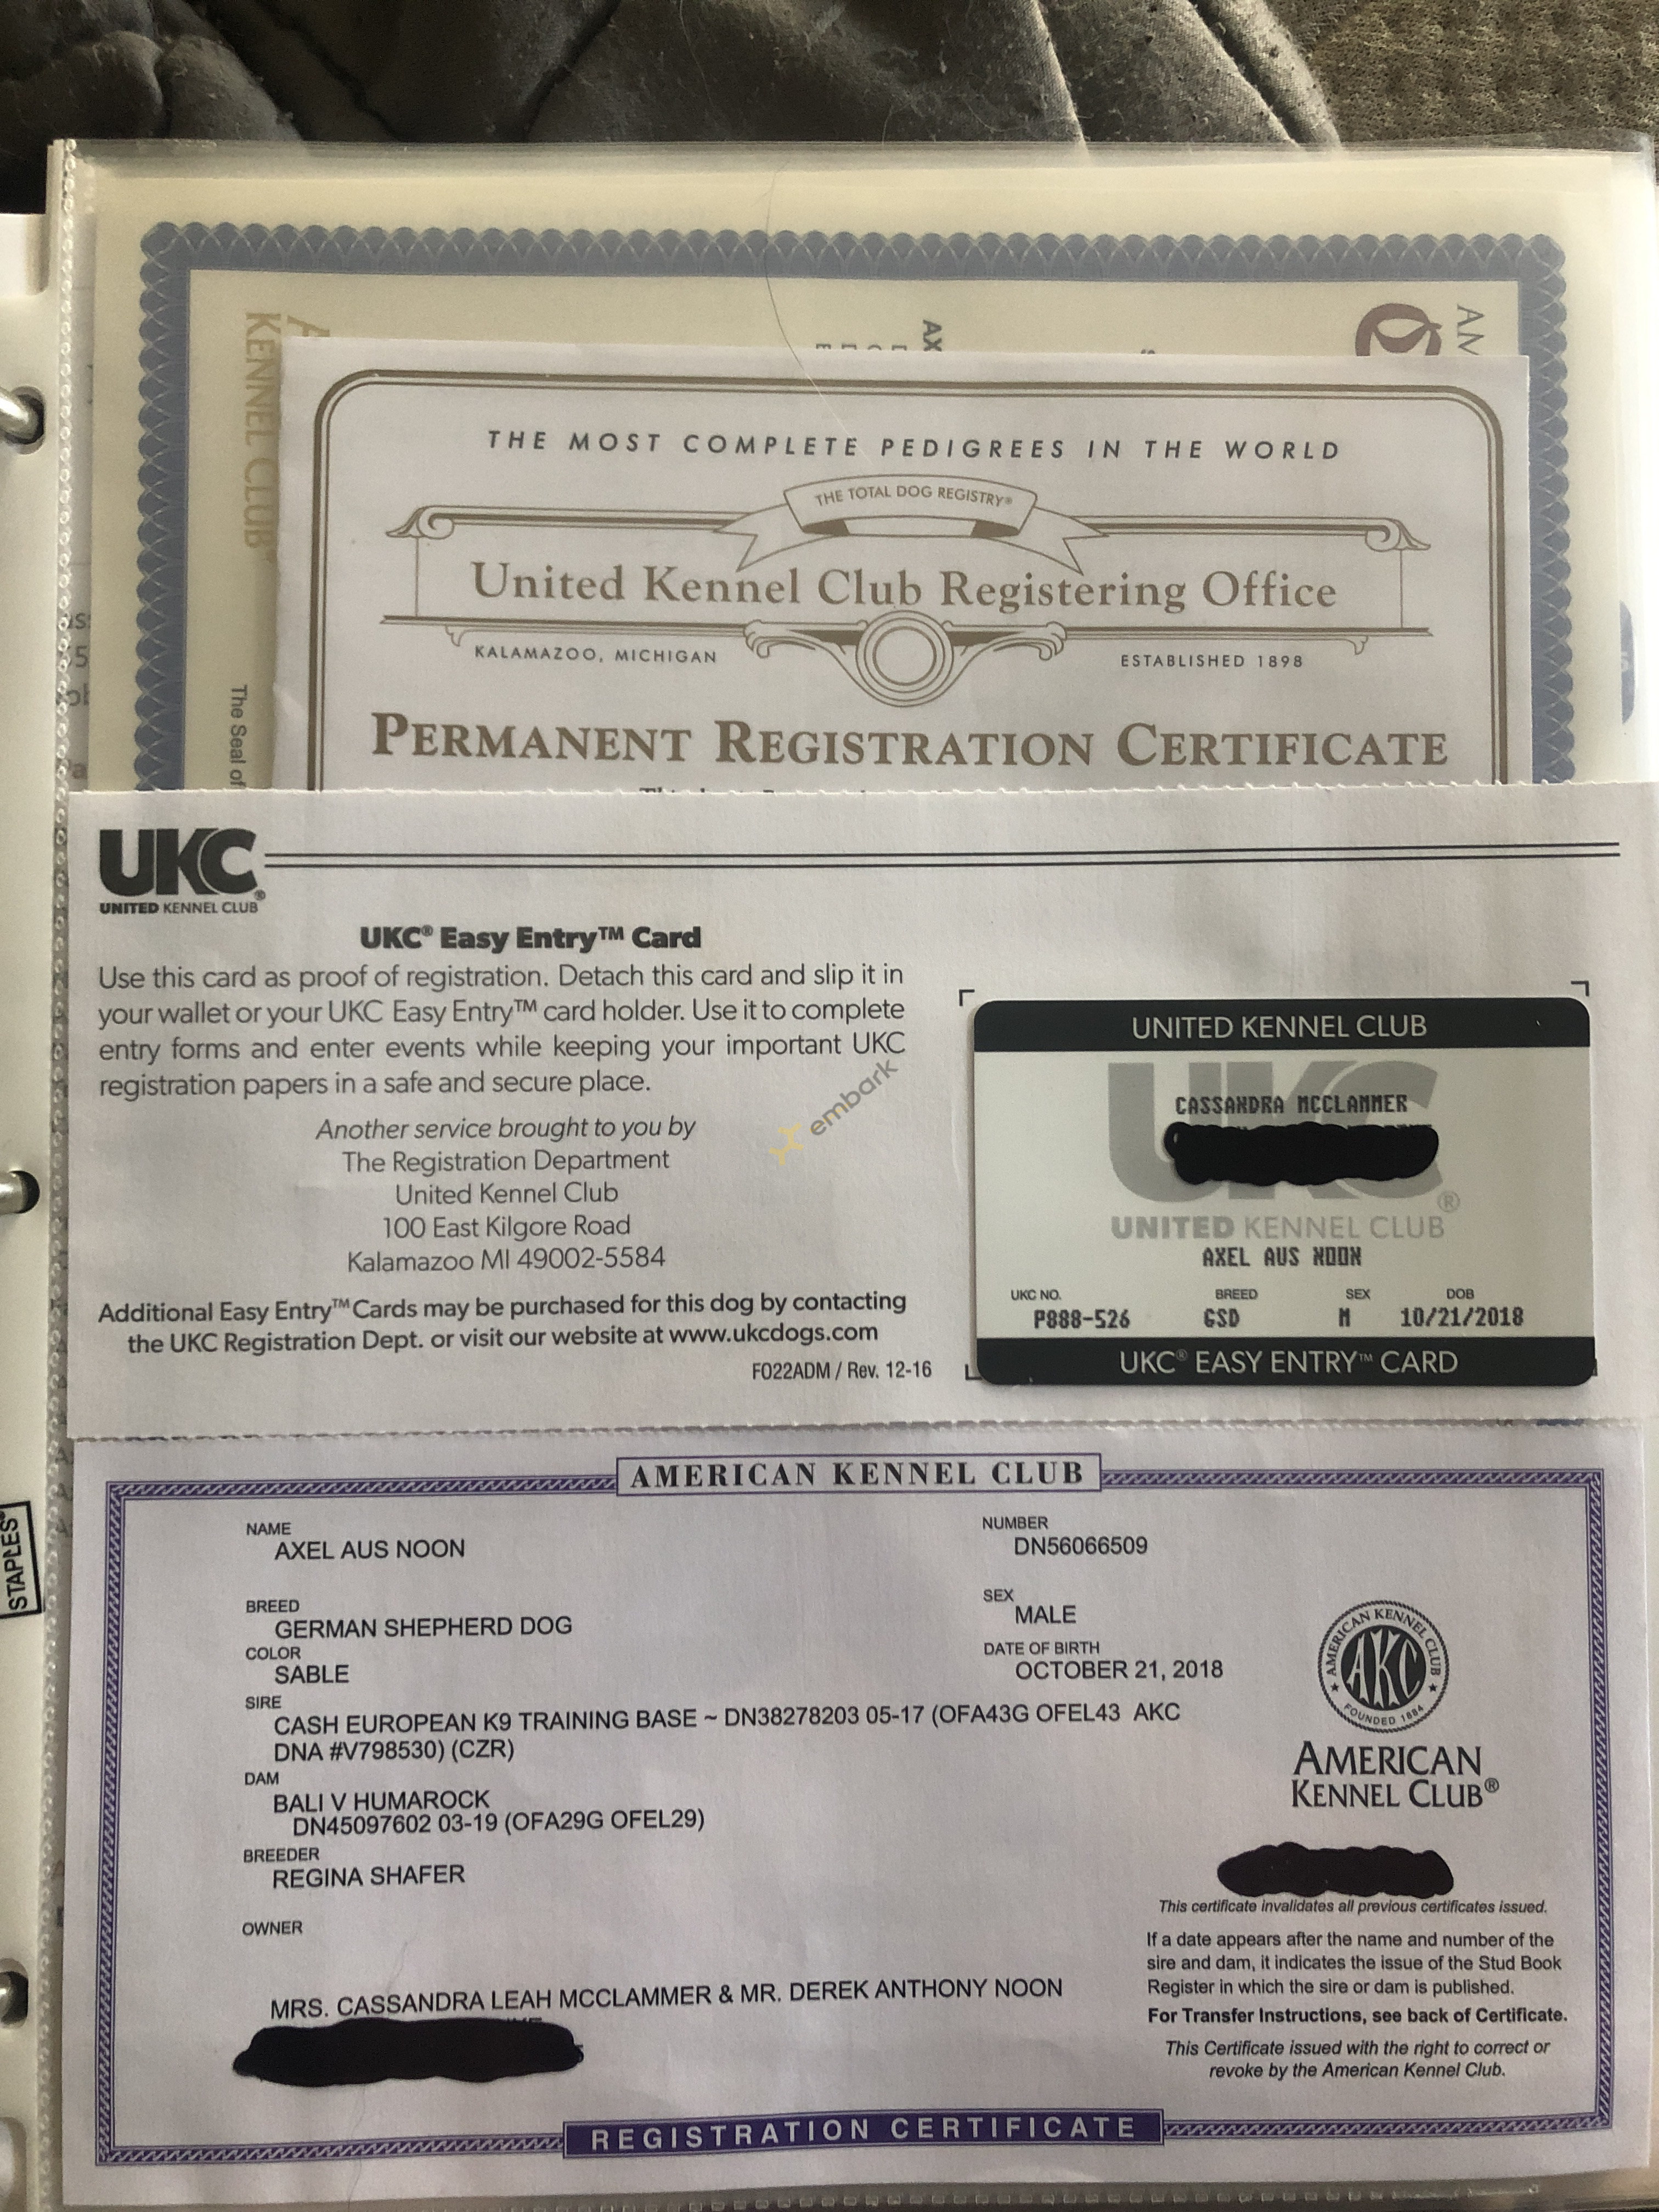 KENNEL CLUB
AX
AM
The Seal of
THE MOST COMPLETE PEDIGREES IN THE WORLD
THE TOTAL DOG REGISTRY®
United Kennel Club Registering Office
KALAMAZOO, MICHIGAN
ESTABLISHED 1898
PERMANENT REGISTRATION CERTIFICATE
UKC®
UNITED KENNEL CLUB
UKC® Easy Entry™ Card
Use this card as proof of registration. Detach this card and slip it in
your wallet or your UKC Easy Entry™ card holder. Use it to complete
entry forms and enter events while keeping your important UKC
registration papers in a safe and secure place.
embark
Another service brought to you by
The Registration Department
United Kennel Club
100 East Kilgore Road
Kalamazoo MI 49002-5584
Additional Easy Entry™ Cards may be purchased for this dog by contacting
the UKC Registration Dept. or visit our website at www.ukcdogs.com
F022ADM / Rev. 12-16
UNITED KENNEL CLUB
UKC®
CASSANDRA MCCLAMMER
UNITED KENNEL CLUB
AXEL AUS NOON
UKC NO. BREED SEX DOB
P888-526 GSD M 10/21/2018
UKC® EASY ENTRY™ CARD
STAPLES®
AMERICAN KENNEL CLUB
NAME
AXEL AUS NOON
NUMBER
DN56066509
BREED
GERMAN SHEPHERD DOG
SEX
MALE
COLOR
SABLE
DATE OF BIRTH
OCTOBER 21, 2018
SIRE
CASH EUROPEAN K9 TRAINING BASE ~ DN38278203 05-17 (OFA43G OFEL43 AKC
DNA #V798530) (CZR)
DAM
BALI V HUMAROCK
DN45097602 03-19 (OFA29G OFEL29)
BREEDER
REGINA SHAFER
OWNER
MRS. CASSANDRA LEAH MCCLAMMER & MR. DEREK ANTHONY NOON
AMERICAN KENNEL CLUB
AKC
FOUNDED 1884
AMERICAN
KENNEL CLUB®
This certificate invalidates all previous certificates issued.
If a date appears after the name and number of the
sire and dam, it indicates the issue of the Stud Book
Register in which the sire or dam is published.
For Transfer Instructions, see back of Certificate.
This Certificate issued with the right to correct or
revoke by the American Kennel Club.
REGISTRATION CERTIFICATE